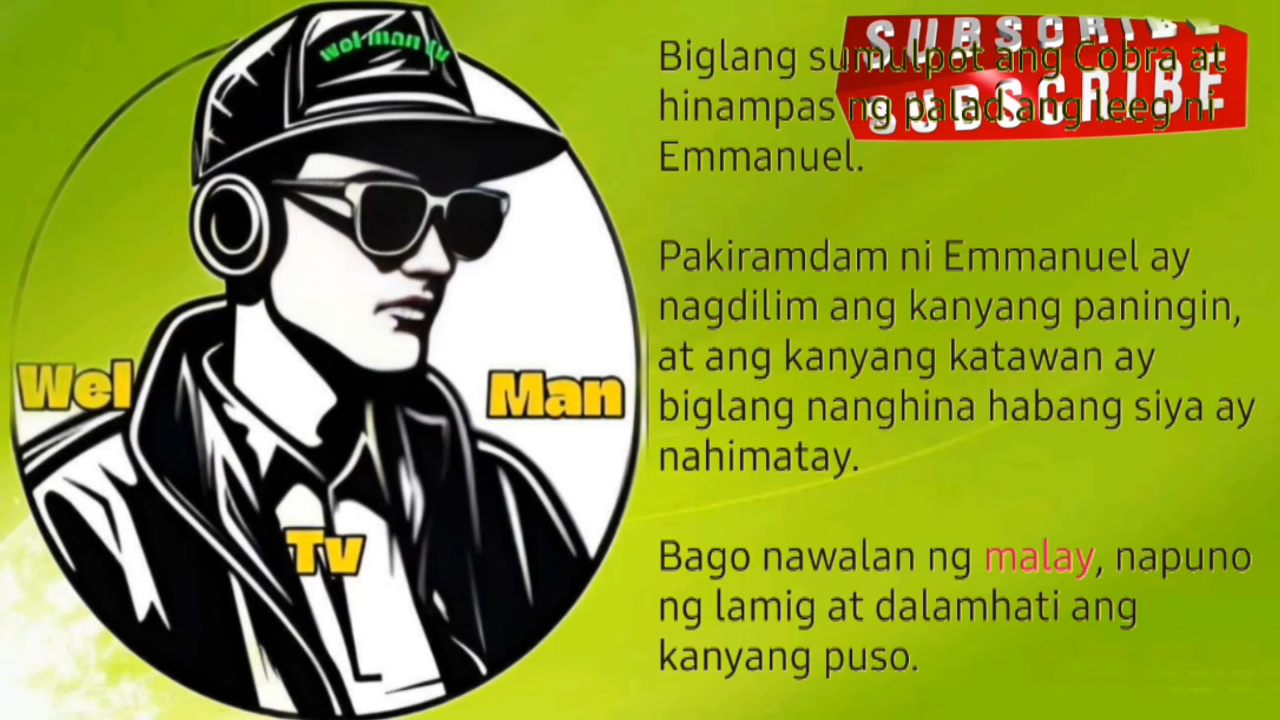 wel man tv
SUBSCRIBE
SUBSCRIBE
Biglang sumulpot ang Cobra at
hinampas ng palad ang leeg ni
Emmanuel.
Pakiramdam ni Emmanuel ay
nagdilim ang kanyang paningin,
at ang kanyang katawan ay
biglang nanghina habang siya ay
nahimatay.
Bago nawalan ng malay, napuno
ng lamig at dalamhati ang
kanyang puso.
Wel
Man
Tv